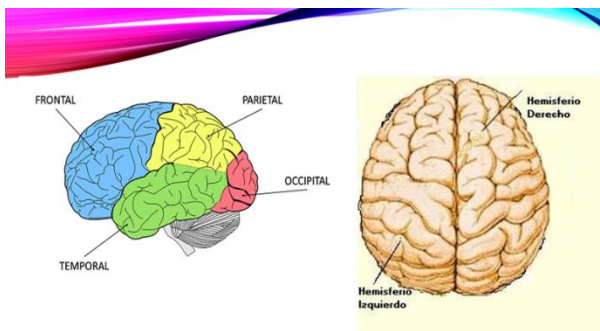 FRONTAL
PARIETAL
OCCIPITAL
TEMPORAL
Hemisferio
Derecho
Hemisferio
Izquierdo